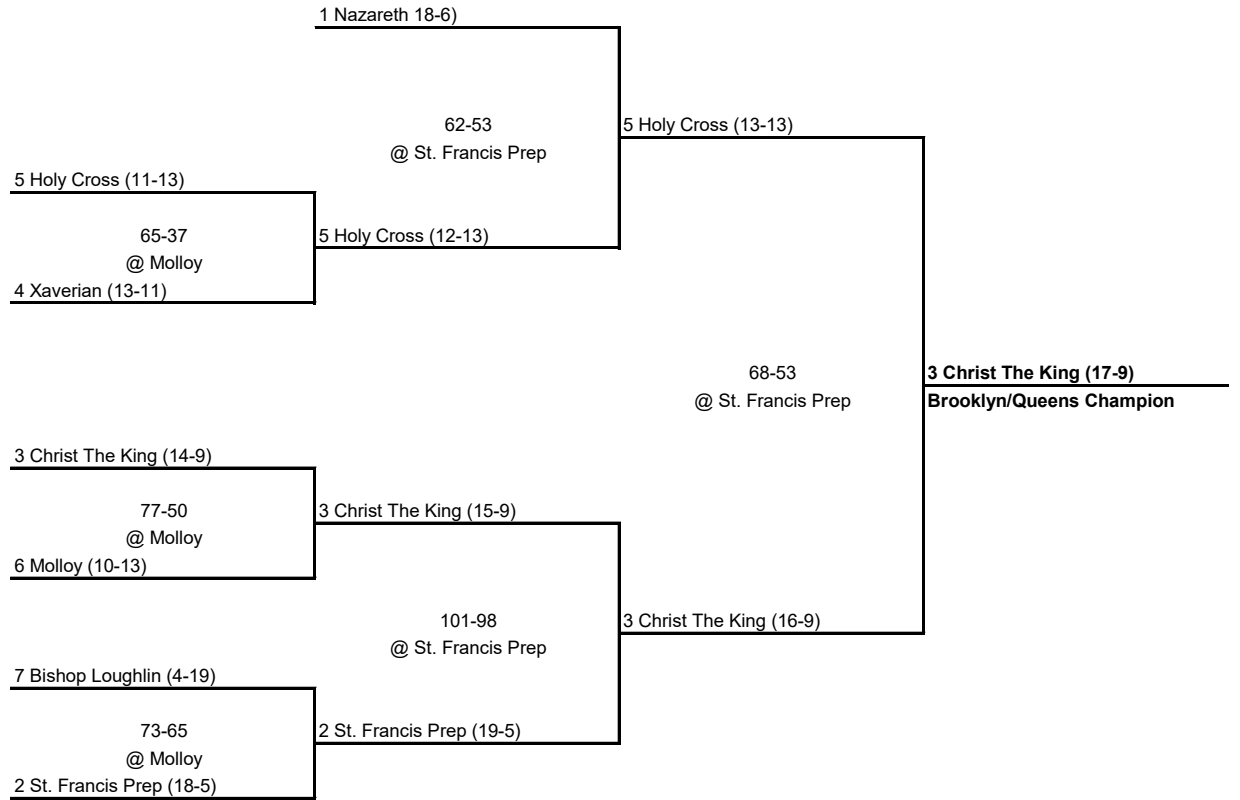 1 Nazareth 18-6)
62-53
@ St. Francis Prep
5 Holy Cross (13-13)
5 Holy Cross (11-13)
65-37
@ Molloy
5 Holy Cross (12-13)
4 Xaverian (13-11)
68-53
@ St. Francis Prep
3 Christ The King (17-9)
Brooklyn/Queens Champion
3 Christ The King (14-9)
77-50
@ Molloy
3 Christ The King (15-9)
6 Molloy (10-13)
101-98
@ St. Francis Prep
3 Christ The King (16-9)
7 Bishop Loughlin (4-19)
73-65
@ Molloy
2 St. Francis Prep (19-5)
2 St. Francis Prep (18-5)